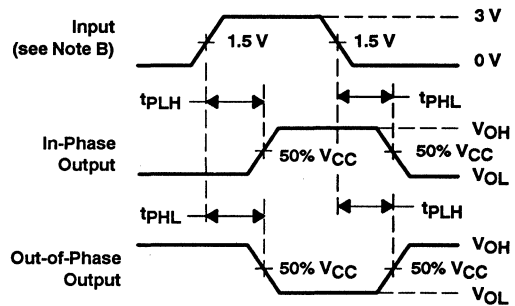 Input
(see Note B)
1.5 V
1.5 V
3 V
0 V
tPLH
tPHL
In-Phase
Output
50% VCC
VOH
50% VCC
VOL
tPHL
tPLH
Out-of-Phase
Output
50% VCC
VOH
50% VCC
VOL